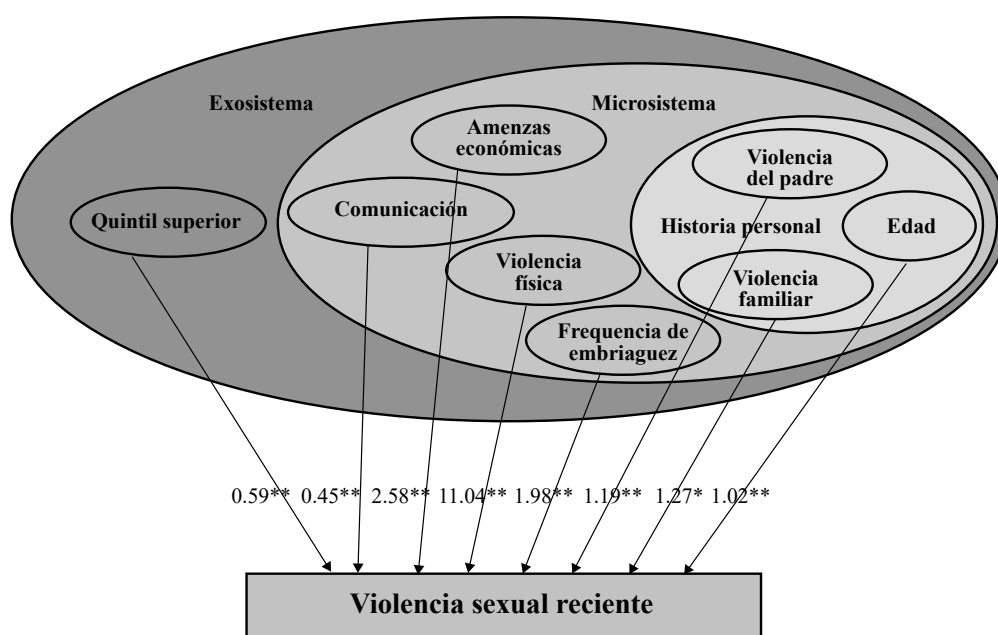 Exosistema
Microsistema
Amenzas
económicas
Violencia
del padre
Comunicación
Quintil superior
Historia personal
Edad
Violencia
física
Violencia
familiar
Frequencia de
embriaguez
0.59** 0.45** 2.58** 11.04** 1.98** 1.19** 1.27* 1.02**
Violencia sexual reciente